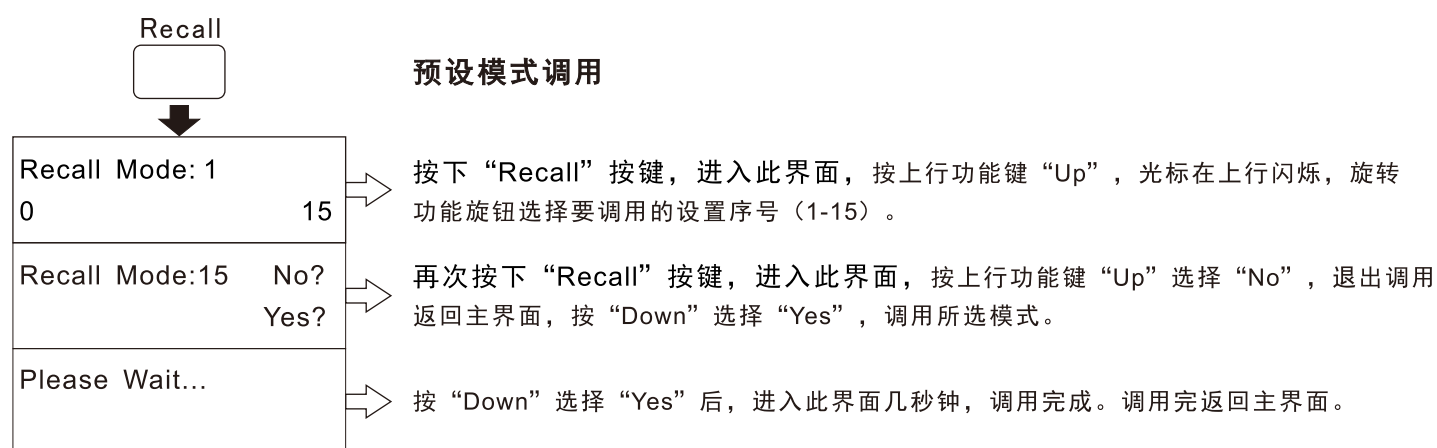 Recall
预设模式调用
Recall Mode: 1
0 15
按下“Recall”按键，进入此界面，按上行功能键“Up”，光标在上行闪烁，旋转
功能旋钮选择要调用的设置序号（1-15）。
Recall Mode:15 No?
Yes?
再次按下“Recall”按键，进入此界面，按上行功能键“Up”选择“No”，退出调用
返回主界面，按“Down”选择“Yes”，调用所选模式。
Please Wait...
按“Down”选择“Yes”后，进入此界面几秒钟，调用完成。调用完返回主界面。